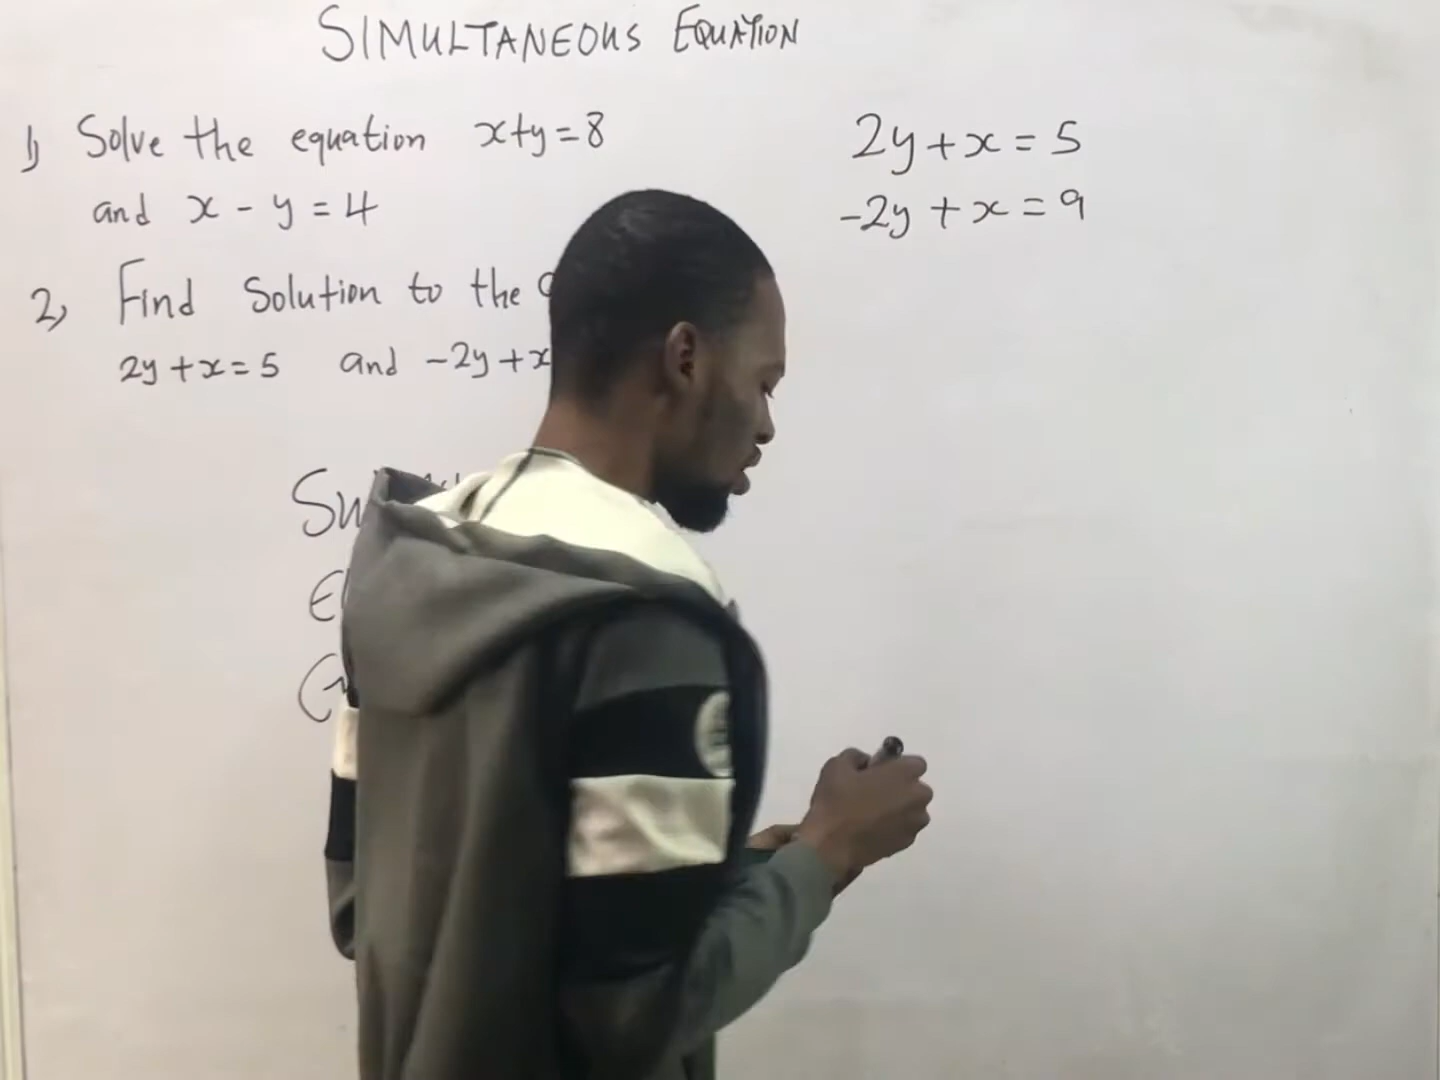 SIMULTANEOUS EQUATION
1) Solve the equation x+y=8
and x - y = 4
2) Find Solution to the
2y+x=5 and -2y+x
2y+x=5
-2y+x=9